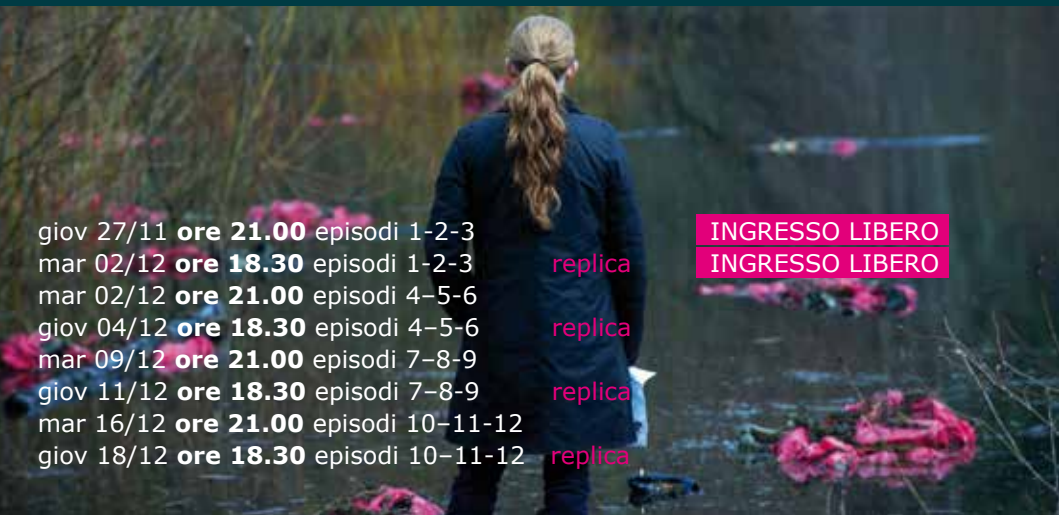 giov 27/11 ore 21.00 episodi 1-2-3 INGRESSO LIBERO
mar 02/12 ore 18.30 episodi 1-2-3 replica INGRESSO LIBERO
mar 02/12 ore 21.00 episodi 4–5-6
giov 04/12 ore 18.30 episodi 4–5-6 replica
mar 09/12 ore 21.00 episodi 7–8-9
giov 11/12 ore 18.30 episodi 7–8-9 replica
mar 16/12 ore 21.00 episodi 10–11-12
giov 18/12 ore 18.30 episodi 10–11-12 replica